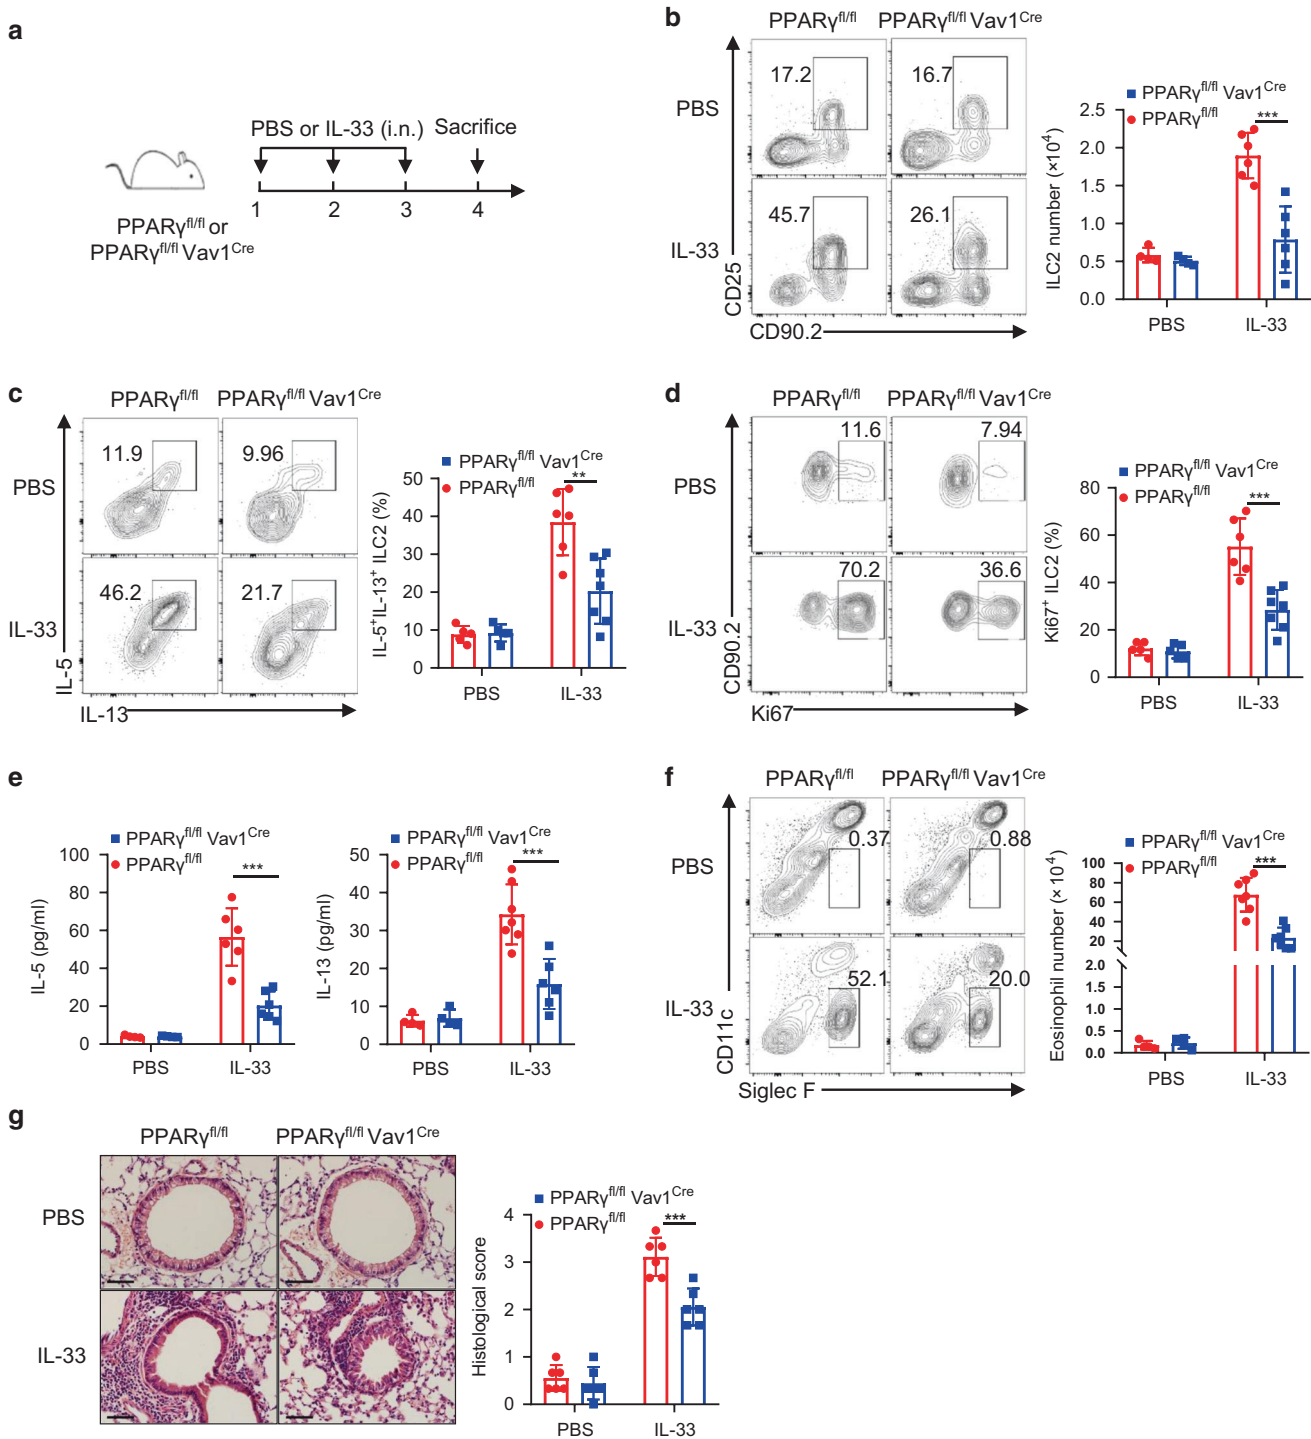 a
PBS or IL-33 (i.n.) Sacrifice
1 2 3 4
PPARγfl/fl or
PPARγfl/fl Vav1Cre
b
PPARγfl/fl PPARγfl/fl Vav1Cre
PBS
17.2 16.7
IL-33
45.7 26.1
CD25
CD90.2
PPARγfl/fl Vav1Cre
PPARγfl/fl
ILC2 number (×10⁴)
2.5
2.0
1.5
1.0
0.5
0.0
***
PBS IL-33
c
PPARγfl/fl PPARγfl/fl Vav1Cre
PBS
11.9 9.96
IL-33
46.2 21.7
IL-5
IL-13
PPARγfl/fl Vav1Cre
PPARγfl/fl
IL-5⁺IL-13⁺ ILC2 (%)
50
40
30
20
10
0
**
PBS IL-33
d
PPARγfl/fl PPARγfl/fl Vav1Cre
PBS
11.6 7.94
IL-33
70.2 36.6
CD90.2
Ki67
PPARγfl/fl Vav1Cre
PPARγfl/fl
Ki67⁺ ILC2 (%)
80
60
40
20
0
***
PBS IL-33
e
PPARγfl/fl Vav1Cre
PPARγfl/fl
IL-5 (pg/ml)
100
80
60
40
20
0
***
PBS IL-33
PPARγfl/fl Vav1Cre
PPARγfl/fl
IL-13 (pg/ml)
50
40
30
20
10
0
***
PBS IL-33
f
PPARγfl/fl PPARγfl/fl Vav1Cre
PBS
0.37 0.88
IL-33
52.1 20.0
CD11c
Siglec F
PPARγfl/fl Vav1Cre
PPARγfl/fl
Eosinophil number (×10⁴)
100
80
60
40
20
2.0
1.5
1.0
0.5
0.0
***
PBS IL-33
g
PPARγfl/fl PPARγfl/fl Vav1Cre
PBS
IL-33
PPARγfl/fl Vav1Cre
PPARγfl/fl
Histological score
4
3
2
1
0
***
PBS IL-33